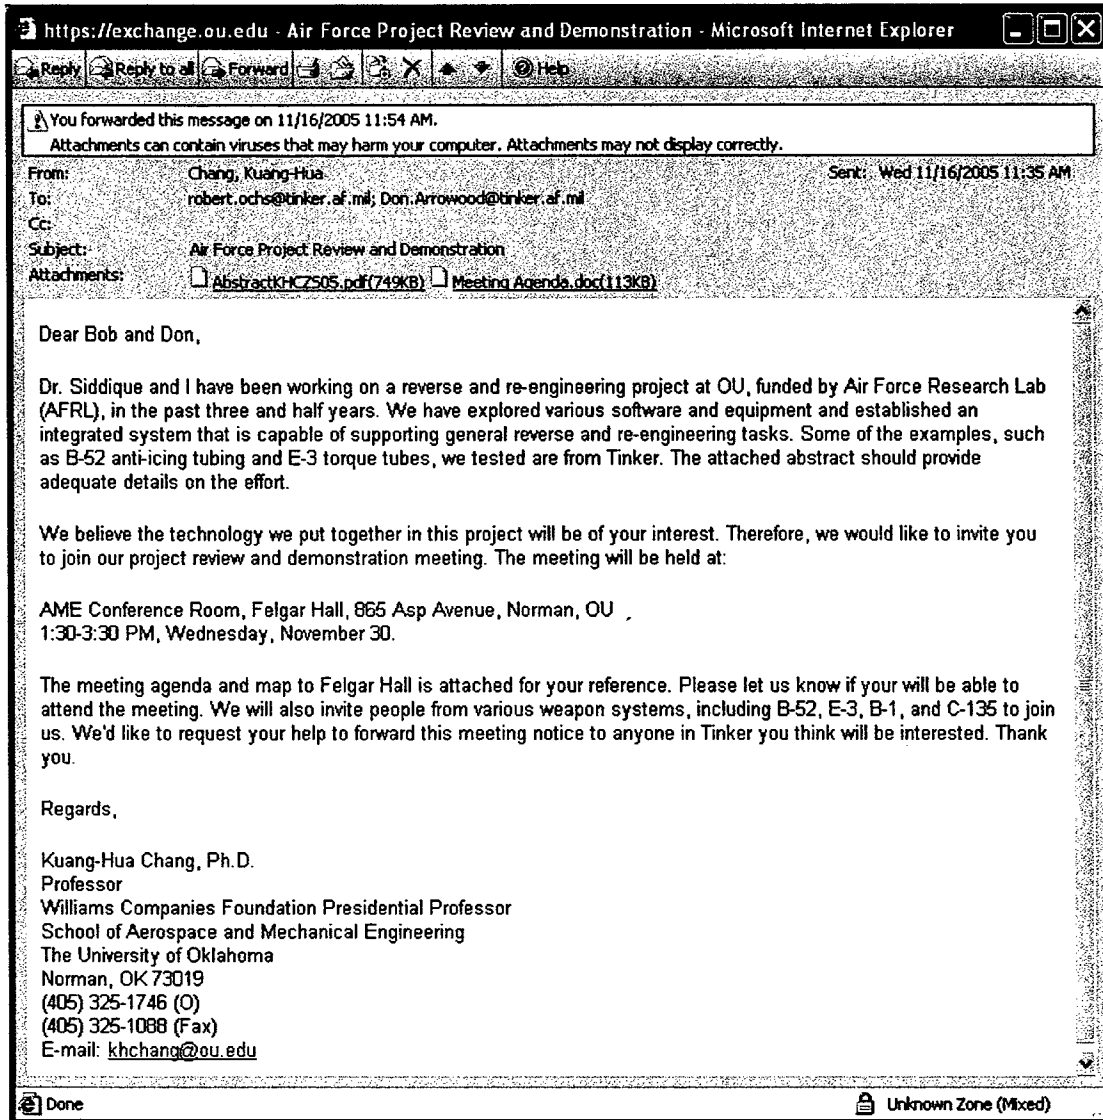 https://exchange.ou.edu - Air Force Project Review and Demonstration - Microsoft Internet Explorer
Reply Reply to all Forward Help
You forwarded this message on 11/16/2005 11:54 AM.
Attachments can contain viruses that may harm your computer. Attachments may not display correctly.
From: Chang, Kuang-Hua Sent: Wed 11/16/2005 11:35 AM
To: robert.ochs@tinker.af.mil; Don.Arrowood@tinker.af.mil
Cc:
Subject: Air Force Project Review and Demonstration
Attachments: AbstractKHCZS05.pdf(749KB) Meeting Agenda.doc(113KB)
Dear Bob and Don,
Dr. Siddique and I have been working on a reverse and re-engineering project at OU, funded by Air Force Research Lab
(AFRL), in the past three and half years. We have explored various software and equipment and established an
integrated system that is capable of supporting general reverse and re-engineering tasks. Some of the examples, such
as B-52 anti-icing tubing and E-3 torque tubes, we tested are from Tinker. The attached abstract should provide
adequate details on the effort.
We believe the technology we put together in this project will be of your interest. Therefore, we would like to invite you
to join our project review and demonstration meeting. The meeting will be held at:
AME Conference Room, Felgar Hall, 865 Asp Avenue, Norman, OU
1:30-3:30 PM, Wednesday, November 30.
The meeting agenda and map to Felgar Hall is attached for your reference. Please let us know if your will be able to
attend the meeting. We will also invite people from various weapon systems, including B-52, E-3, B-1, and C-135 to join
us. We'd like to request your help to forward this meeting notice to anyone in Tinker you think will be interested. Thank
you.
Regards,
Kuang-Hua Chang, Ph.D.
Professor
Williams Companies Foundation Presidential Professor
School of Aerospace and Mechanical Engineering
The University of Oklahoma
Norman, OK 73019
(405) 325-1746 (O)
(405) 325-1088 (Fax)
E-mail: khchang@ou.edu
Done Unknown Zone (Mixed)